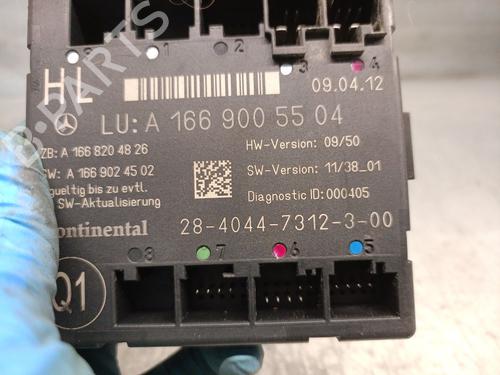 2
3
4
HL
09.04.12
LU: A 166 900 55 04
ZB: A 166 820 48 26
HW-Version: 09/50
SW: A 166 902 45 02
SW-Version: 11/38_01
gueltig bis zu evtl.
Diagnostic ID: 000405
SW-Aktualisierung
Continental
28-4044-7312-3-00
8
7
6
5
Q1
B-PARTS